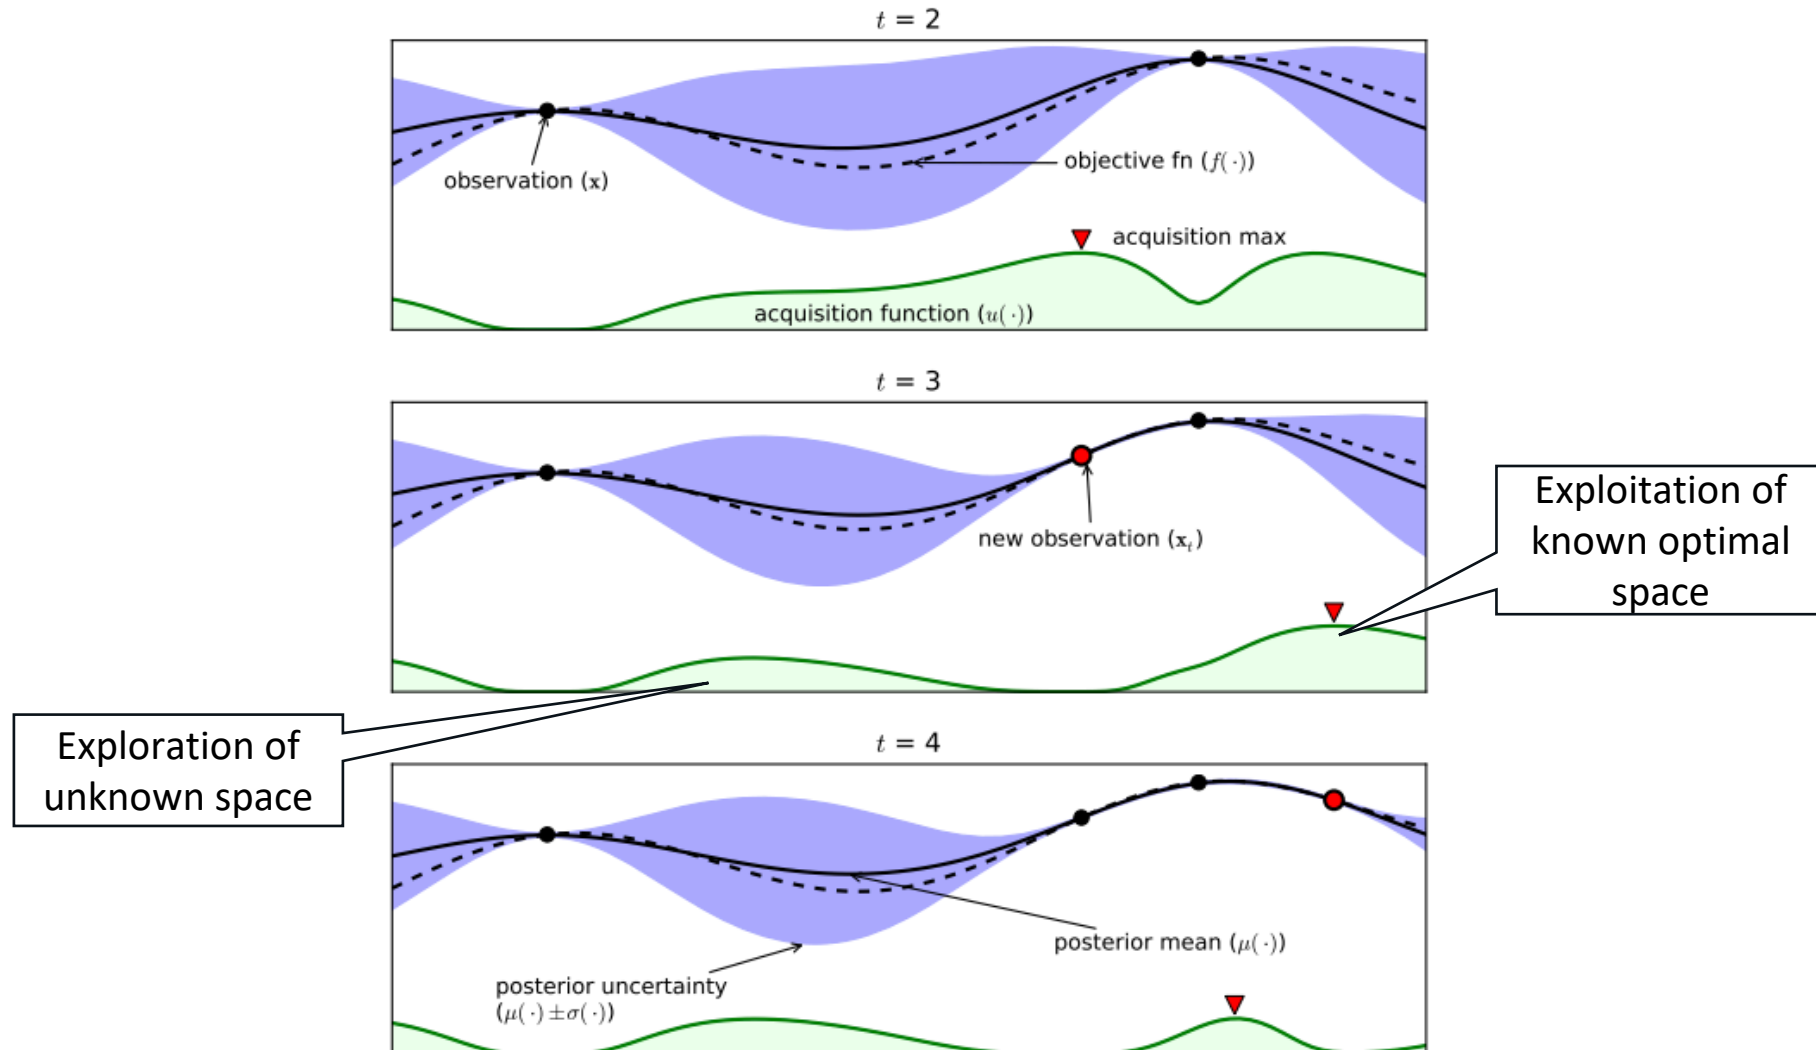 t = 2
observation (x)
objective fn (f(·))
acquisition max
acquisition function (u(·))
t = 3
new observation (xₜ)
Exploitation of
known optimal
space
Exploration of
unknown space
t = 4
posterior mean (μ(·))
posterior uncertainty
(μ(·) ±σ(·))